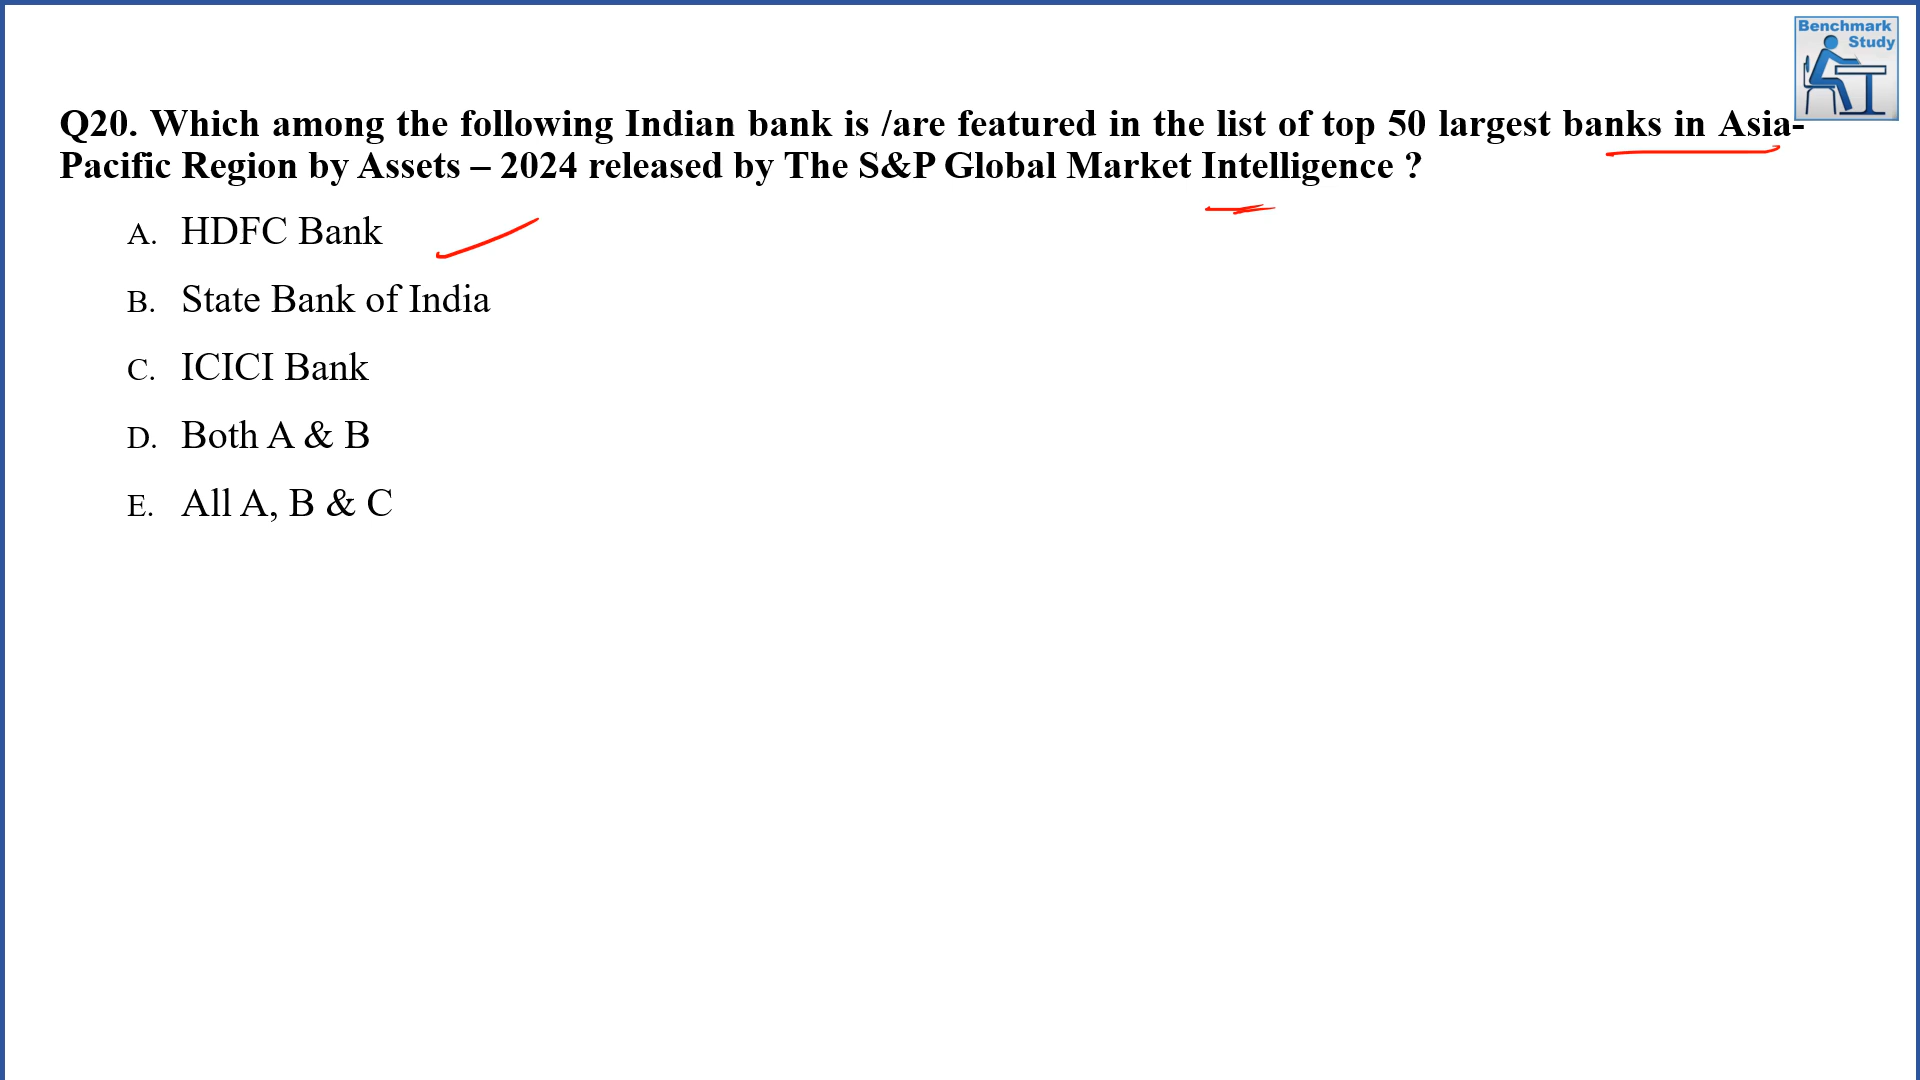 Benchmark
Study
Q20. Which among the following Indian bank is /are featured in the list of top 50 largest banks in Asia-
Pacific Region by Assets – 2024 released by The S&P Global Market Intelligence ?
A. HDFC Bank
B. State Bank of India
C. ICICI Bank
D. Both A & B
E. All A, B & C